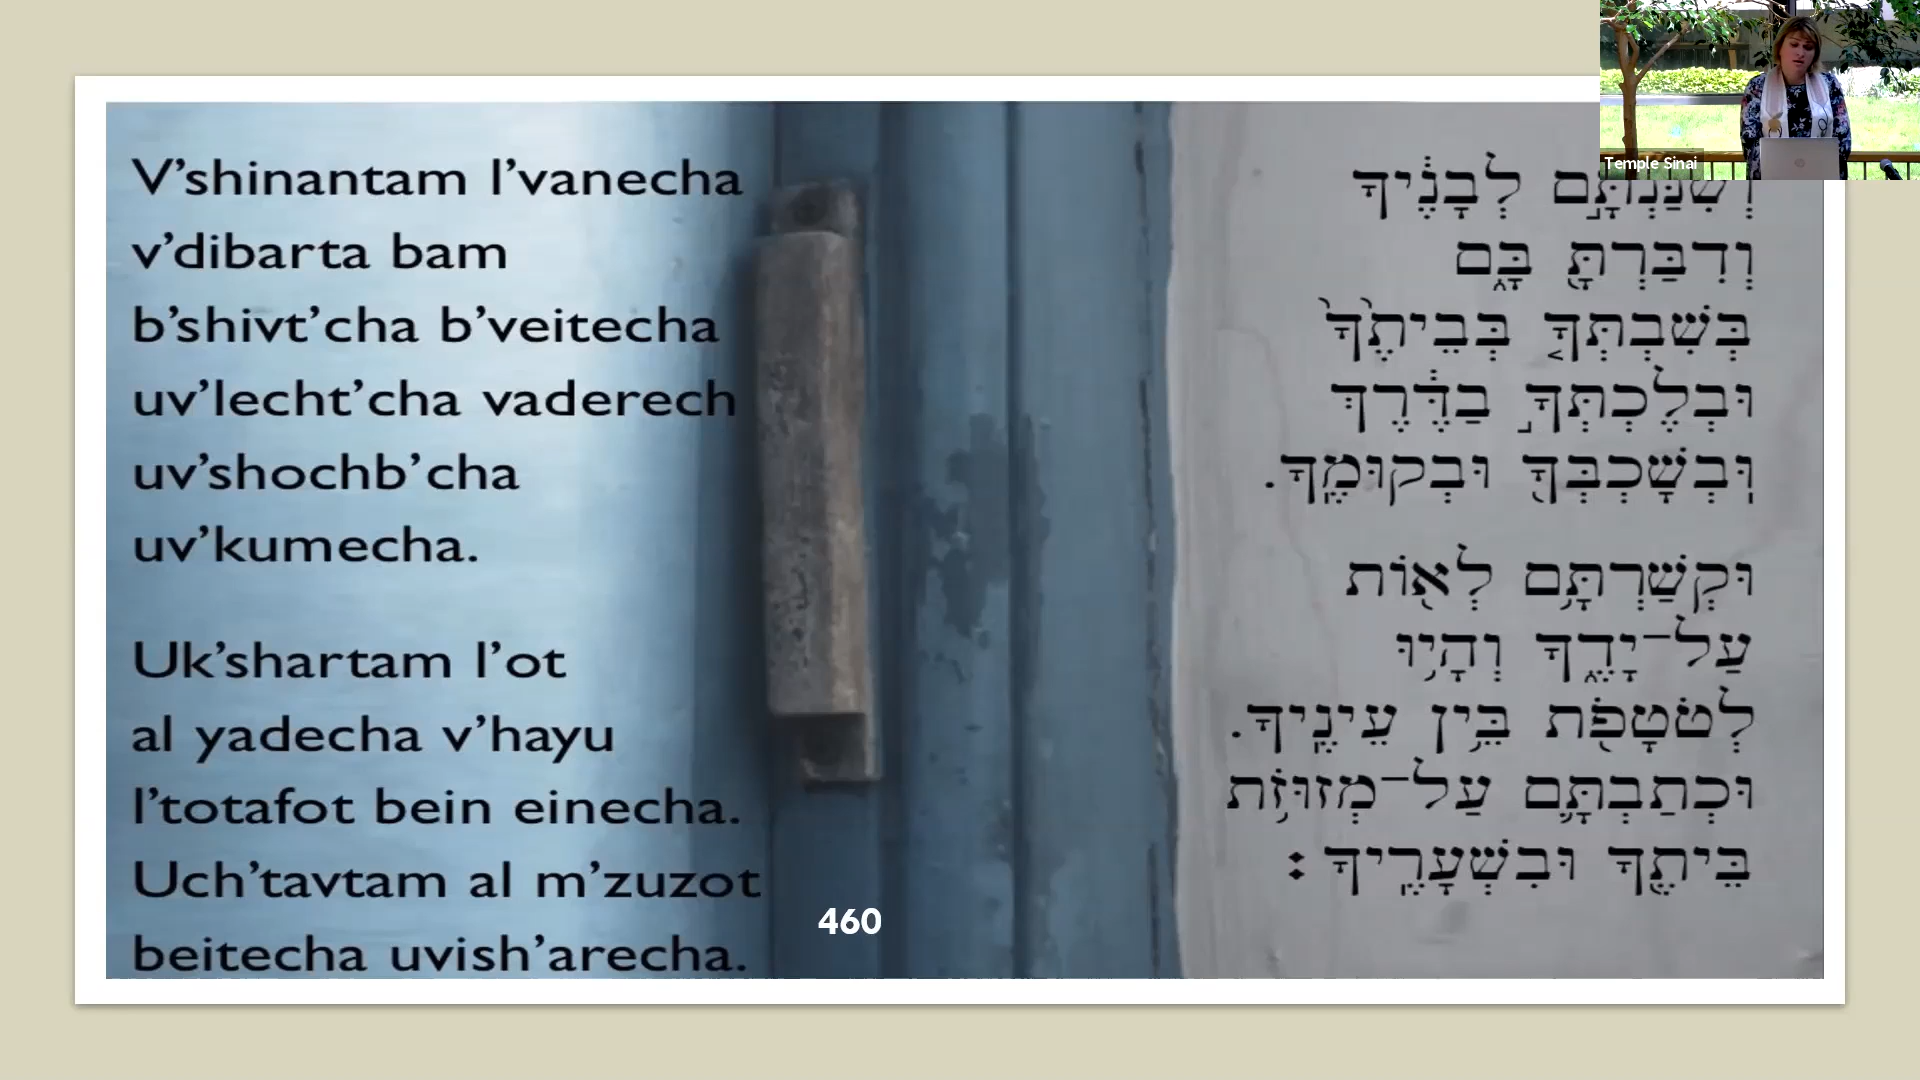 V’shinantam l’vanecha
v’dibarta bam
b’shivt’cha b’veitecha
uv’lecht’cha vaderech
uv’shochb’cha
uv’kumecha.
Uk’shartam l’ot
al yadecha v’hayu
l’totafot bein einecha.
Uch’tavtam al m’zuzot
beitecha uvish’arecha.
460
וְשִׁנַּנְתָּ֣ם לְבָנֶ֔יךָ
וְדִבַּרְתָּ֖ בָּ֑ם
בְּשִׁבְתְּךָ֤ בְּבֵיתֶ֙ךָ֙
וּבְלֶכְתְּךָ֣ בַדֶּ֔רֶךְ
וּֽבְשָׁכְבְּךָ֖ וּבְקוּמֶֽךָ.
וּקְשַׁרְתָּ֥ם לְא֖וֹת
עַל־יָדֶ֑ךָ וְהָי֥וּ
לְטֹטָפֹ֖ת בֵּ֥ין עֵינֶֽיךָ.
וּכְתַבְתָּ֛ם עַל־מְזוּזֹ֥ת
בֵּיתֶ֖ךָ וּבִשְׁעָרֶֽיךָ :
Temple Sinai